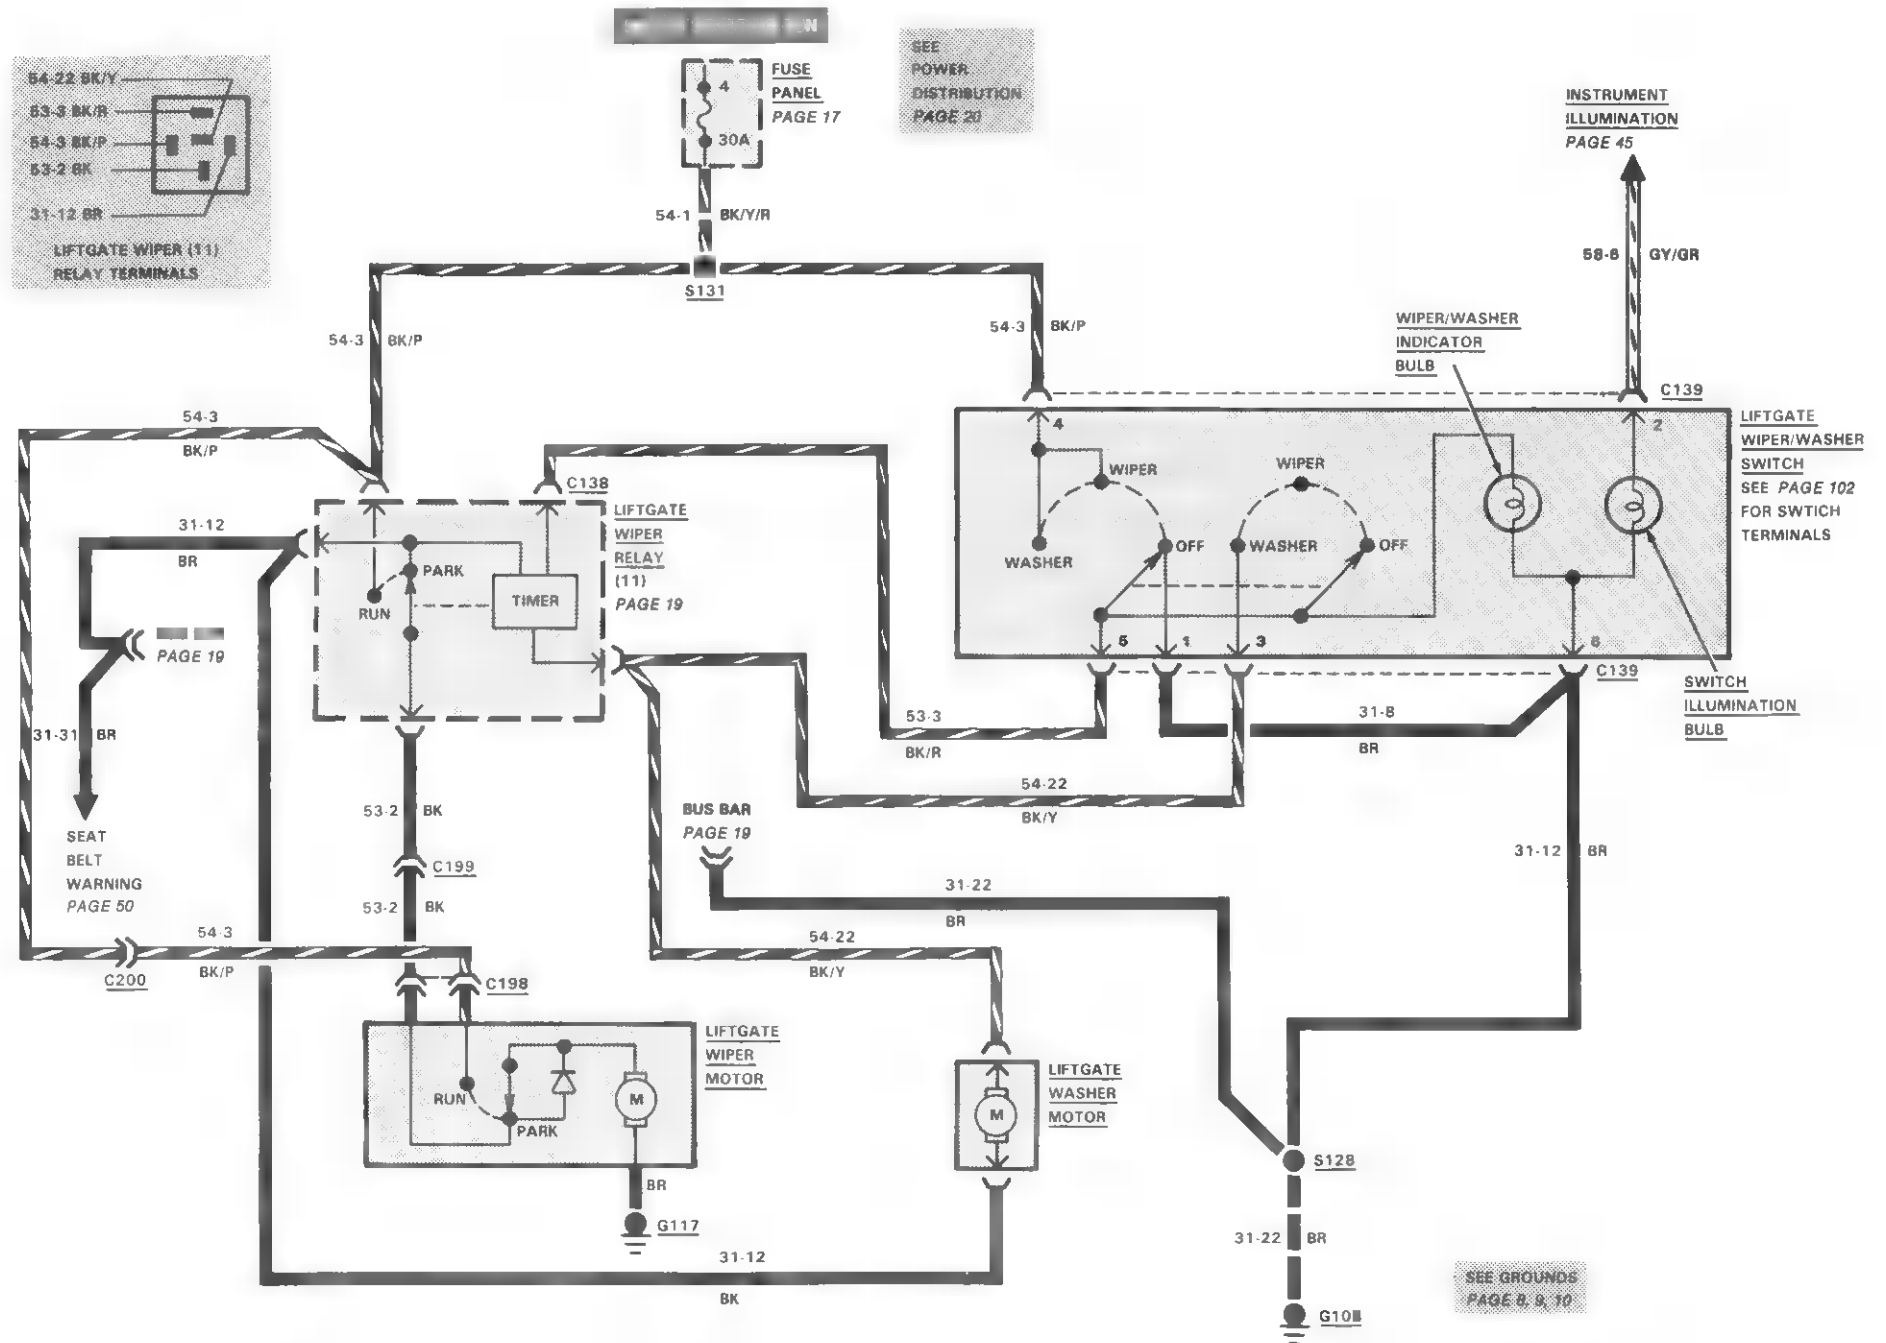 54-22 BK/Y
53-3 BK/R
54-3 BK/P
53-2 BK
31-12 BR
LIFTGATE WIPER (11)
RELAY TERMINALS
FUSE
PANEL
PAGE 17
4
30A
SEE
POWER
DISTRIBUTION
PAGE 20
INSTRUMENT
ILLUMINATION
PAGE 45
54-1 BK/Y/R
S131
54-3 BK/P
54-3 BK/P
58-6 GY/GR
WIPER/WASHER
INDICATOR
BULB
C139
54-3
BK/P
C138
4
2
WIPER
WIPER
WASHER
OFF
WASHER
OFF
5
1
3
6
C139
LIFTGATE
WIPER/WASHER
SWITCH
SEE PAGE 102
FOR SWTICH
TERMINALS
LIFTGATE
WIPER
RELAY
(11)
PAGE 19
31-12
BR
PARK
RUN
TIMER
PAGE 19
31-31 BR
SEAT
BELT
WARNING
PAGE 50
SWITCH
ILLUMINATION
BULB
53-3
BK/R
31-8
BR
54-22
BK/Y
53-2 BK
C199
53-2 BK
BUS BAR
PAGE 19
31-12 BR
31-22
BR
54-3
BK/P
C200
54-22
BK/Y
C198
LIFTGATE
WIPER
MOTOR
RUN
PARK
M
LIFTGATE
WASHER
MOTOR
M
BR
G117
S128
31-12
BK
31-22 BR
SEE GROUNDS
PAGE 8, 9, 10